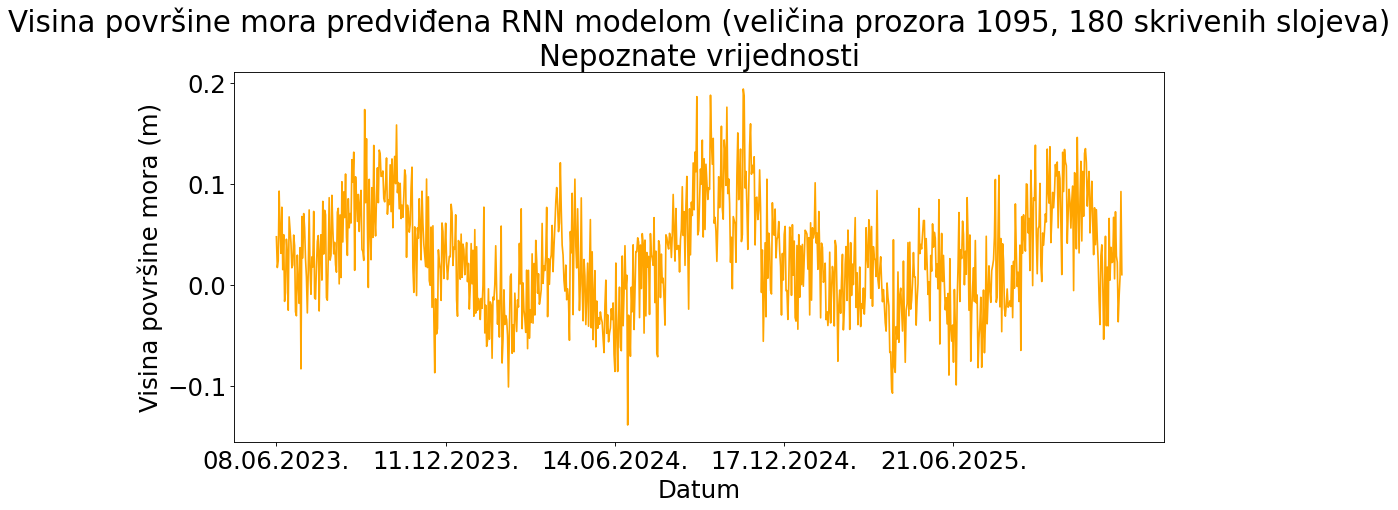 Visina površine mora predviđena RNN modelom (veličina prozora 1095, 180 skrivenih slojeva)
Nepoznate vrijednosti
Visina površine mora (m)
0.2
0.1
0.0
−0.1
08.06.2023. 11.12.2023. 14.06.2024. 17.12.2024. 21.06.2025.
Datum